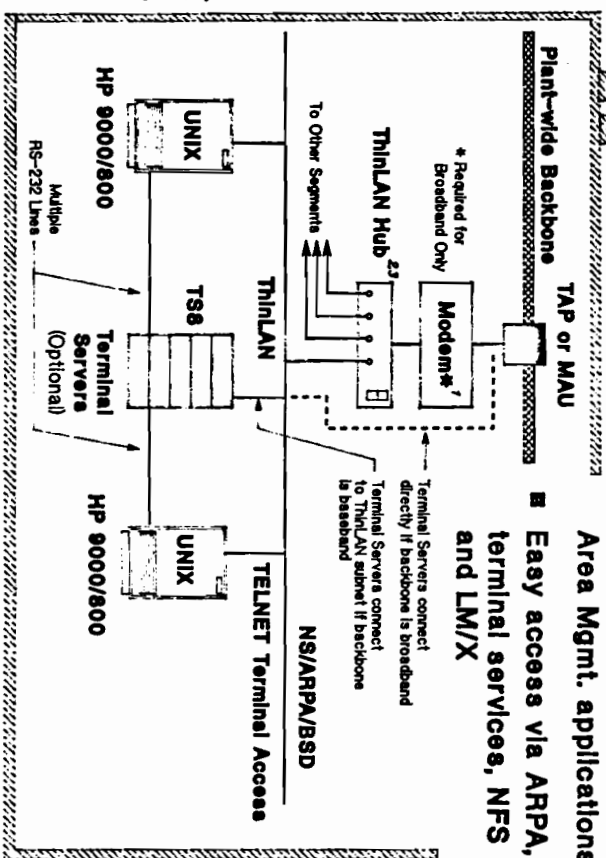 Area Mgmt. applications
■ Easy access via ARPA,
terminal services, NFS
and LM/X
TAP or MAU
Plant-wide Backbone
* Required for
Broadband Only
Modem* 1
ThinLAN Hub 2,3
To Other Segments
Terminal Servers connect
directly if backbone is broadband
Terminal Servers connect
to ThinLAN subnet if backbone
is baseband
ThinLAN
NS/ARPA/BSD
TELNET Terminal Access
UNIX
HP 9000/800
TS8
Terminal
Servers
(Optional)
UNIX
HP 9000/800
Multiple
RS-232 Lines